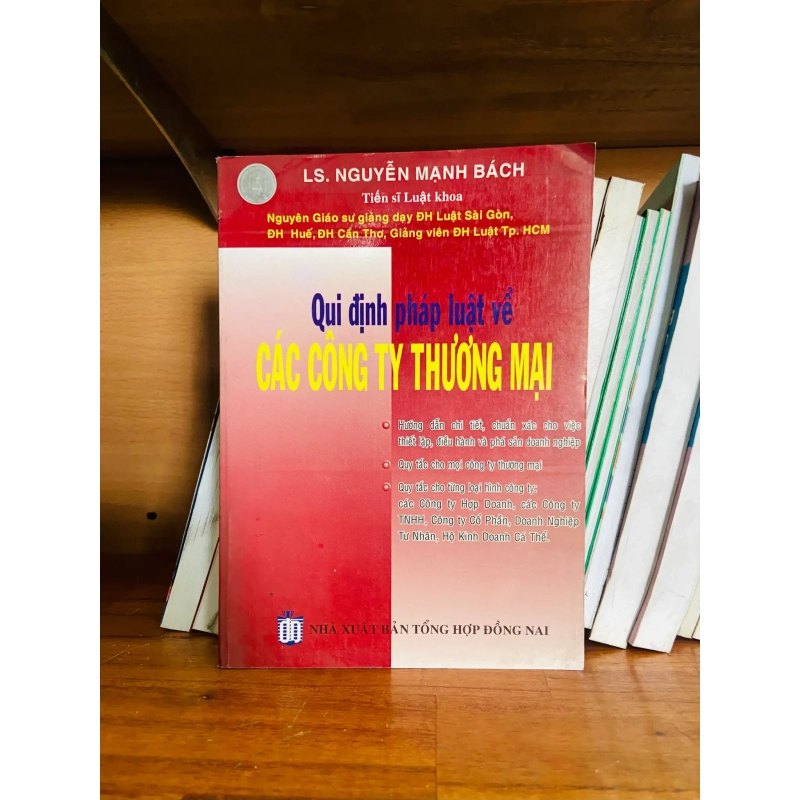 LS. NGUYỄN MẠNH BÁCH
Tiến sĩ Luật khoa
Nguyên Giáo sư giảng dạy ĐH Luật Sài Gòn,
ĐH Huế, ĐH Cần Thơ, Giảng viên ĐH Luật Tp. HCM
Qui định pháp luật về
CÁC CÔNG TY THƯƠNG MẠI
Hướng dẫn chi tiết, chuẩn xác cho việc
thiết lập, điều hành và phá sản doanh nghiệp
Quy tắc cho mọi công ty thương mại
Quy tắc cho từng loại hình công ty:
các Công ty Hợp Doanh, các Công ty
TNHH, Công ty Cổ Phần, Doanh Nghiệp
Tư Nhân, Hộ Kinh Doanh Cá Thể.
NHÀ XUẤT BẢN TỔNG HỢP ĐỒNG NAI